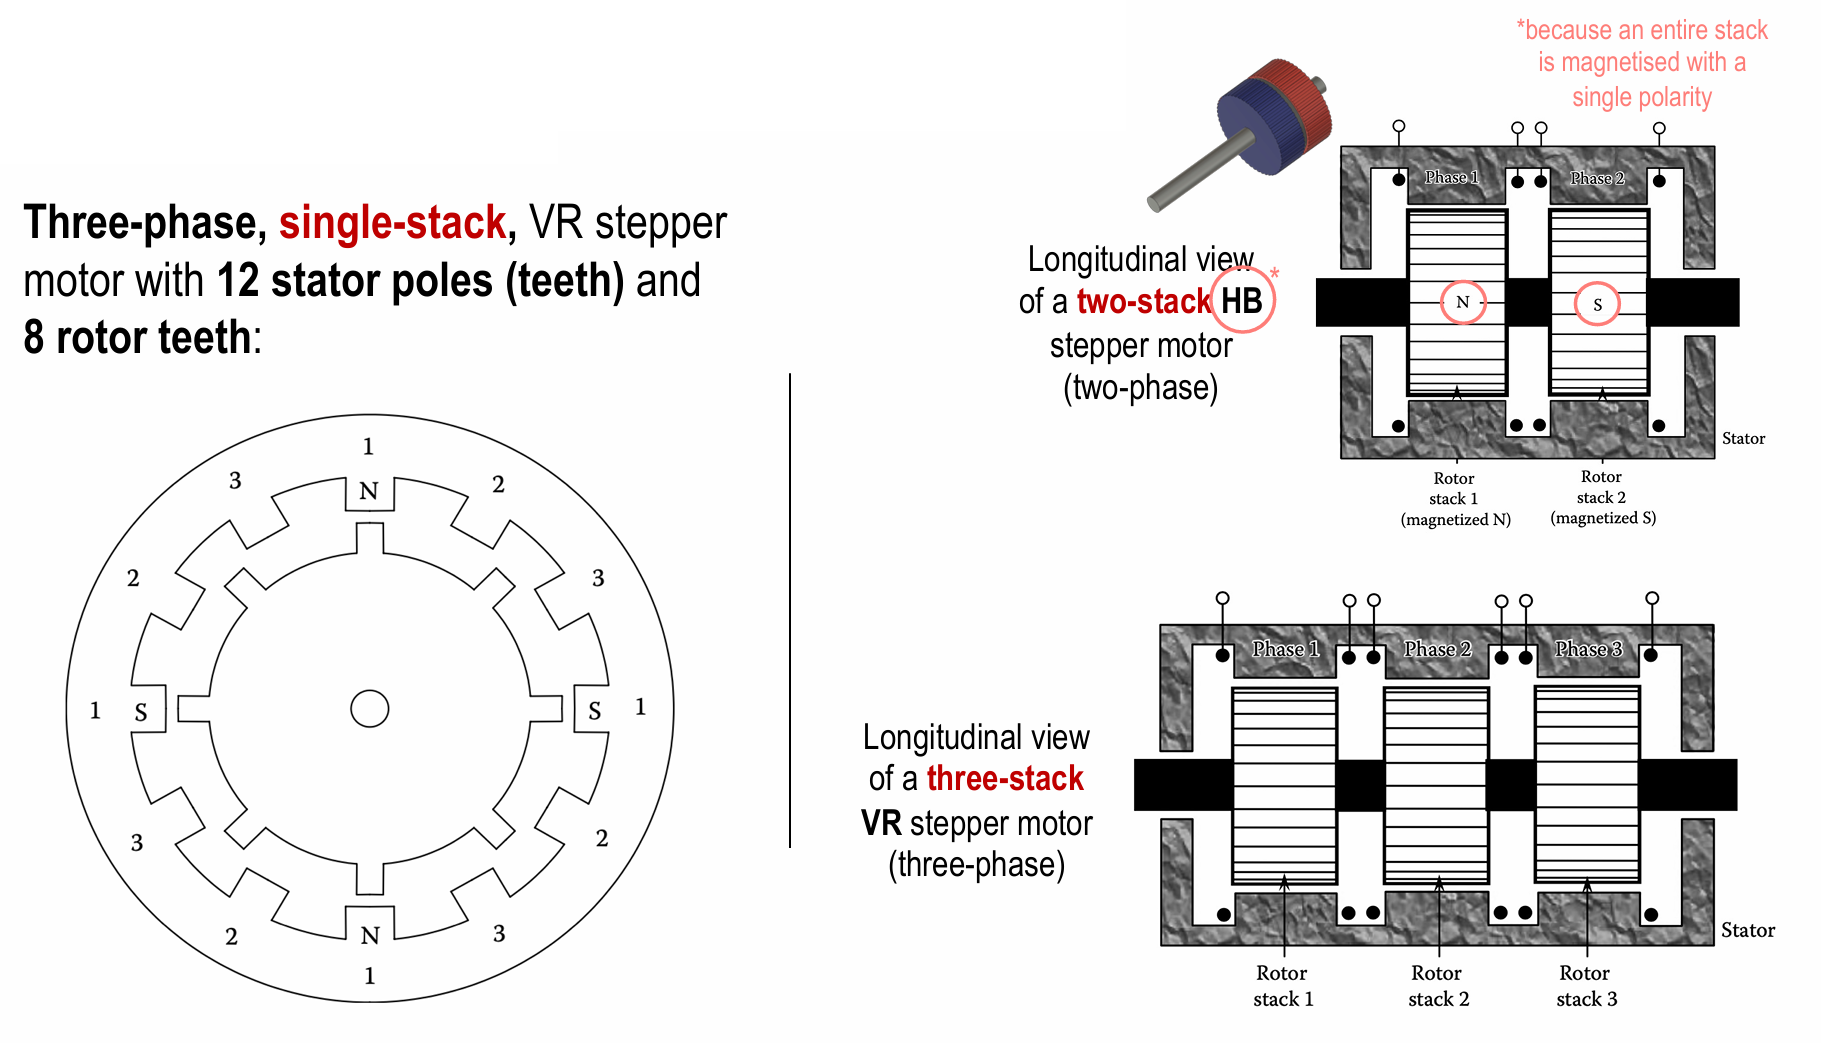 *because an entire stack
is magnetised with a
single polarity
Three-phase, single-stack, VR stepper
motor with 12 stator poles (teeth) and
8 rotor teeth:
1
2
3
1
2
3
1
2
3
1
2
3
N
S
N
S
Longitudinal view
of a two-stack HB*
stepper motor
(two-phase)
Phase 1
Phase 2
N
S
Stator
Rotor
stack 1
(magnetized N)
Rotor
stack 2
(magnetized S)
Longitudinal view
of a three-stack
VR stepper motor
(three-phase)
Phase 1
Phase 2
Phase 3
Stator
Rotor
stack 1
Rotor
stack 2
Rotor
stack 3